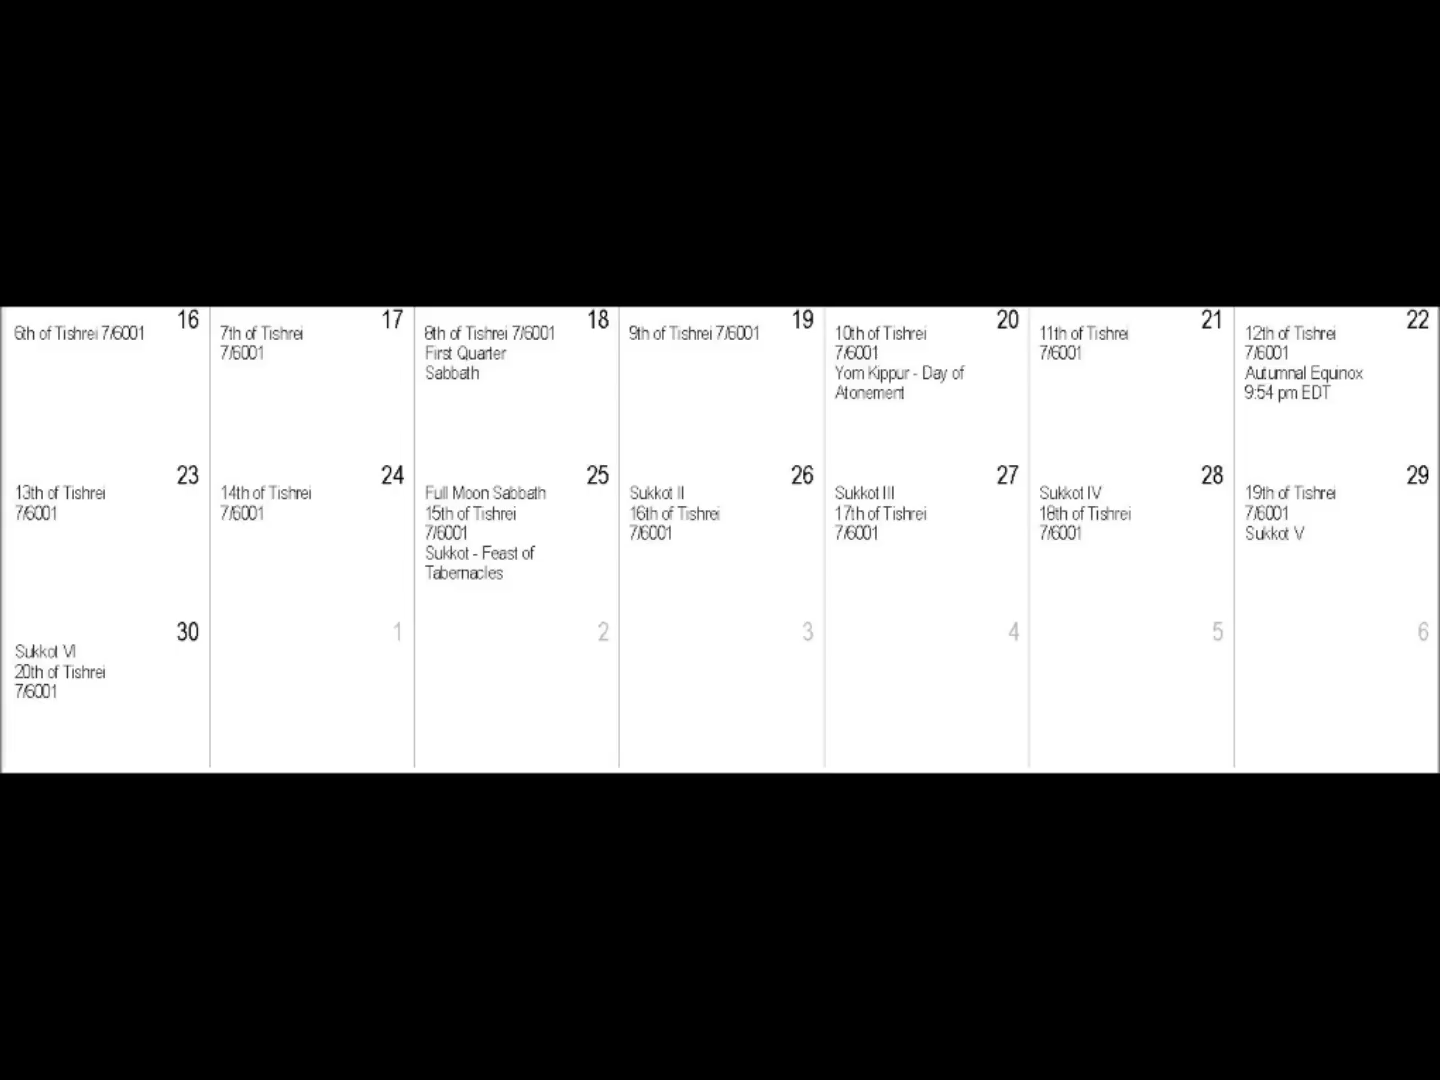 16
6th of Tishrei 7/6001
17
7th of Tishrei
7/6001
18
8th of Tishrei 7/6001
First Quarter
Sabbath
19
9th of Tishrei 7/6001
20
10th of Tishrei
7/6001
Yom Kippur - Day of
Atonement
21
11th of Tishrei
7/6001
22
12th of Tishrei
7/6001
Autumnal Equinox
9:54 pm EDT
23
13th of Tishrei
7/6001
24
14th of Tishrei
7/6001
25
Full Moon Sabbath
15th of Tishrei
7/6001
Sukkot - Feast of
Tabernacles
26
Sukkot II
16th of Tishrei
7/6001
27
Sukkot III
17th of Tishrei
7/6001
28
Sukkot IV
18th of Tishrei
7/6001
29
19th of Tishrei
7/6001
Sukkot V
30
Sukkot VI
20th of Tishrei
7/6001
1
2
3
4
5
6